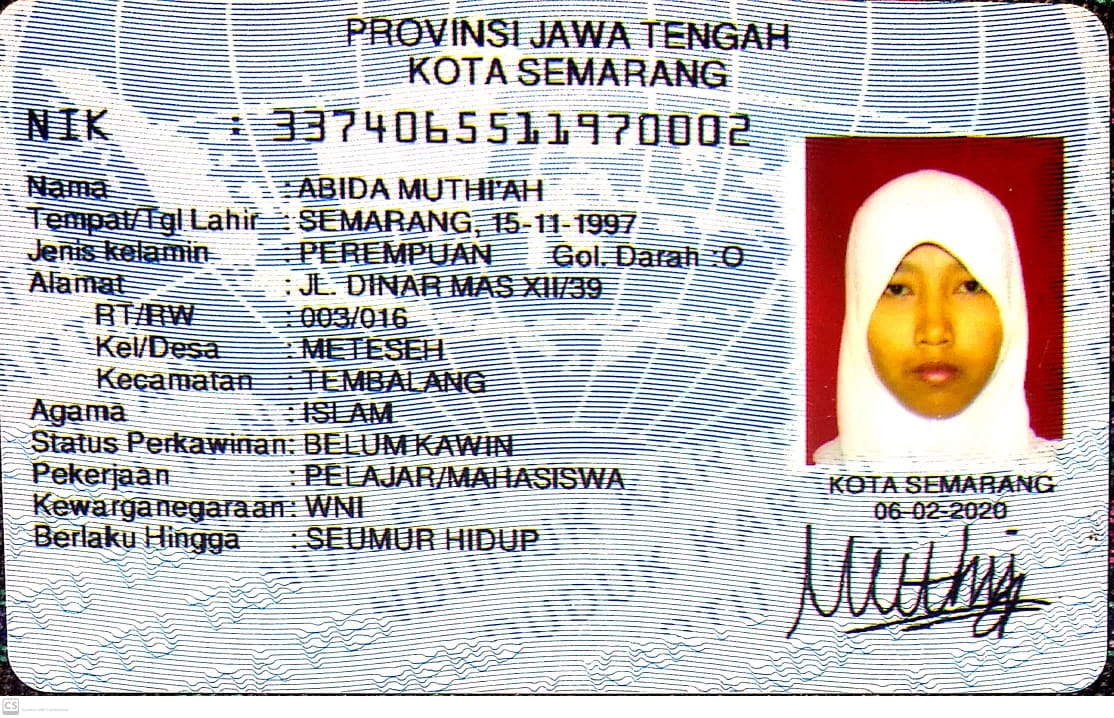 PROVINSI JAWA TENGAH
KOTA SEMARANG
NIK : 3374065511970002
Nama : ABIDA MUTHI'AH
Tempat/Tgl Lahir : SEMARANG, 15-11-1997
Jenis kelamin : PEREMPUAN Gol. Darah : O
Alamat : JL. DINAR MAS XII/39
RT/RW : 003/016
Kel/Desa : METESEH
Kecamatan : TEMBALANG
Agama : ISLAM
Status Perkawinan: BELUM KAWIN
Pekerjaan : PELAJAR/MAHASISWA
Kewarganegaraan: WNI
Berlaku Hingga : SEUMUR HIDUP
KOTA SEMARANG
06-02-2020
CS